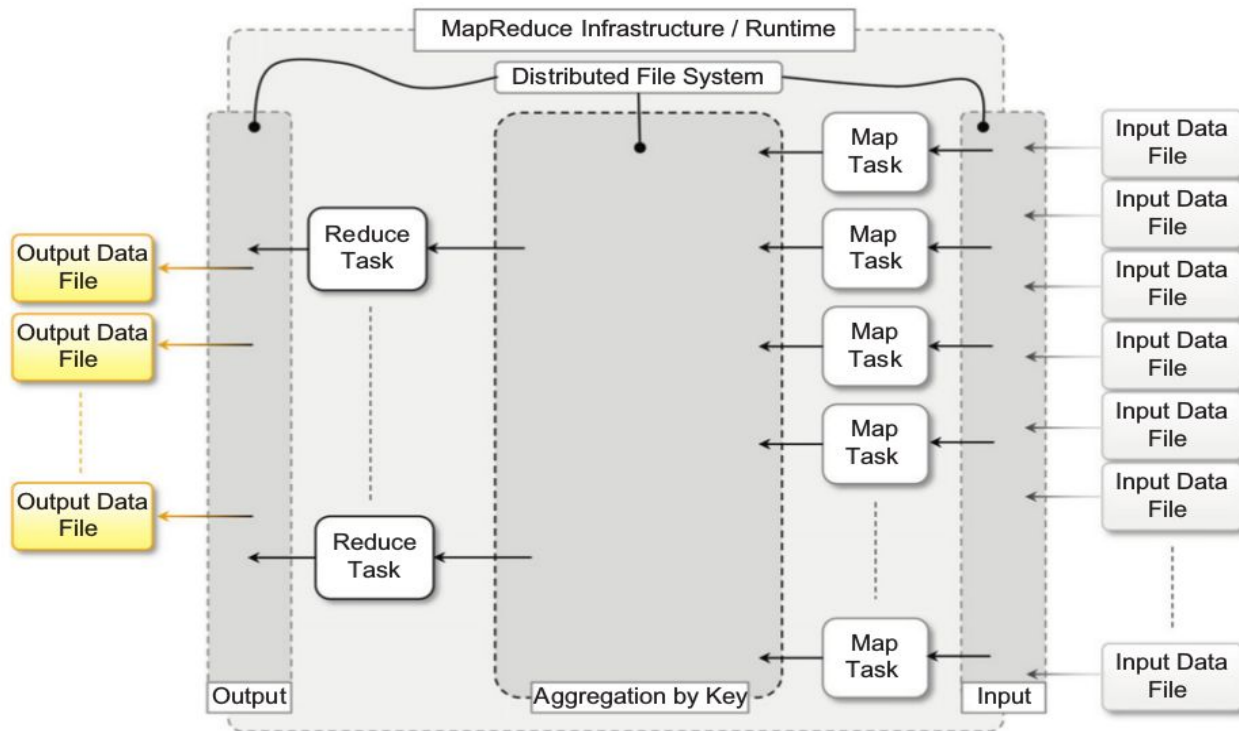 MapReduce Infrastructure / Runtime
Distributed File System
Input Data
File
Input Data
File
Input Data
File
Input Data
File
Input Data
File
Input Data
File
Input Data
File
Map
Task
Map
Task
Map
Task
Map
Task
Map
Task
Reduce
Task
Reduce
Task
Output Data
File
Output Data
File
Output Data
File
Output
Aggregation by Key
Input